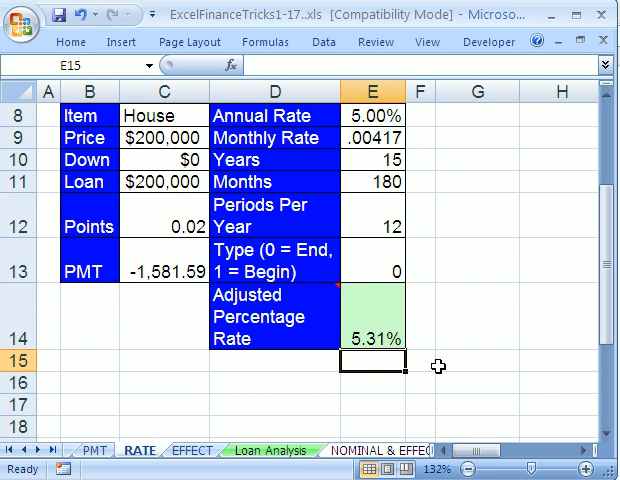 ExcelFinanceTricks1-17..xls [Compatibility Mode] - Microso...
Home Insert Page Layout Formulas Data Review View Developer
E15 fx
A B C D E F G H
8 Item House Annual Rate 5.00%
9 Price $200,000 Monthly Rate .00417
10 Down $0 Years 15
11 Loan $200,000 Months 180
Periods Per
12 Points 0.02 Year 12
Type (0 = End,
13 PMT -1,581.59 1 = Begin) 0
Adjusted
Percentage
14 Rate 5.31%
15
16
17
18
PMT RATE EFFECT Loan Analysis NOMINAL & EFFEC
Ready 132%